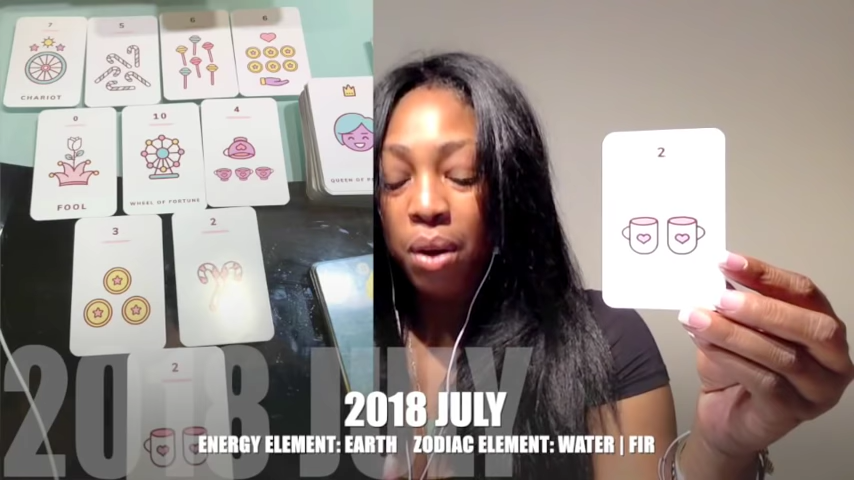 7
5
6
6
CHARIOT
0
10
4
FOOL
WHEEL OF FORTUNE
QUEEN OF
3
2
2
2
2018 JULY
2018 JULY
ENERGY ELEMENT: EARTH ZODIAC ELEMENT: WATER | FIR